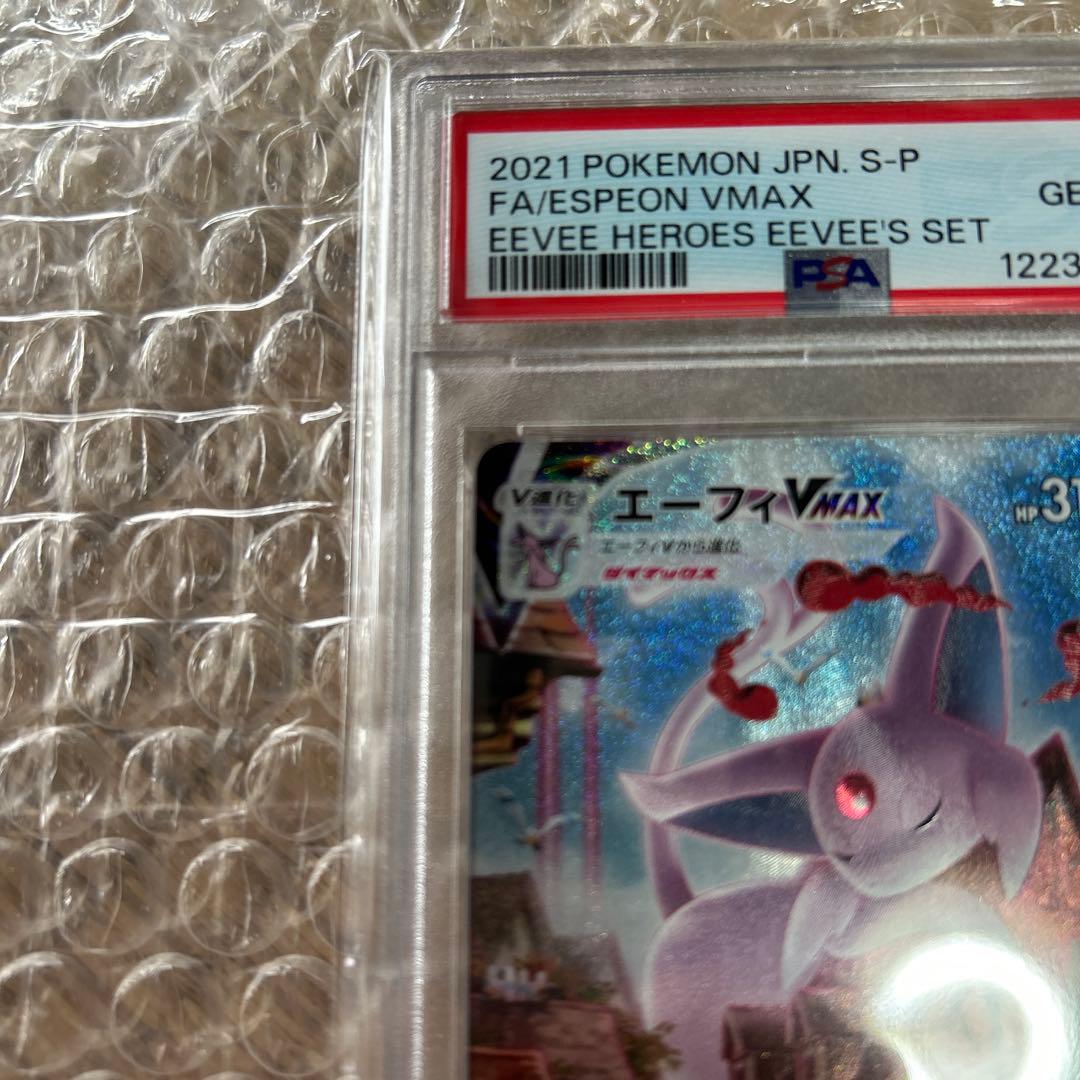 2021 POKEMON JPN. S-P
FA/ESPEON VMAX
GE
EEVEE HEROES EEVEE'S SET
PSA
1223
V進化
エーフィVMAX
HP 31
エーフィVから進化
ダイマックス